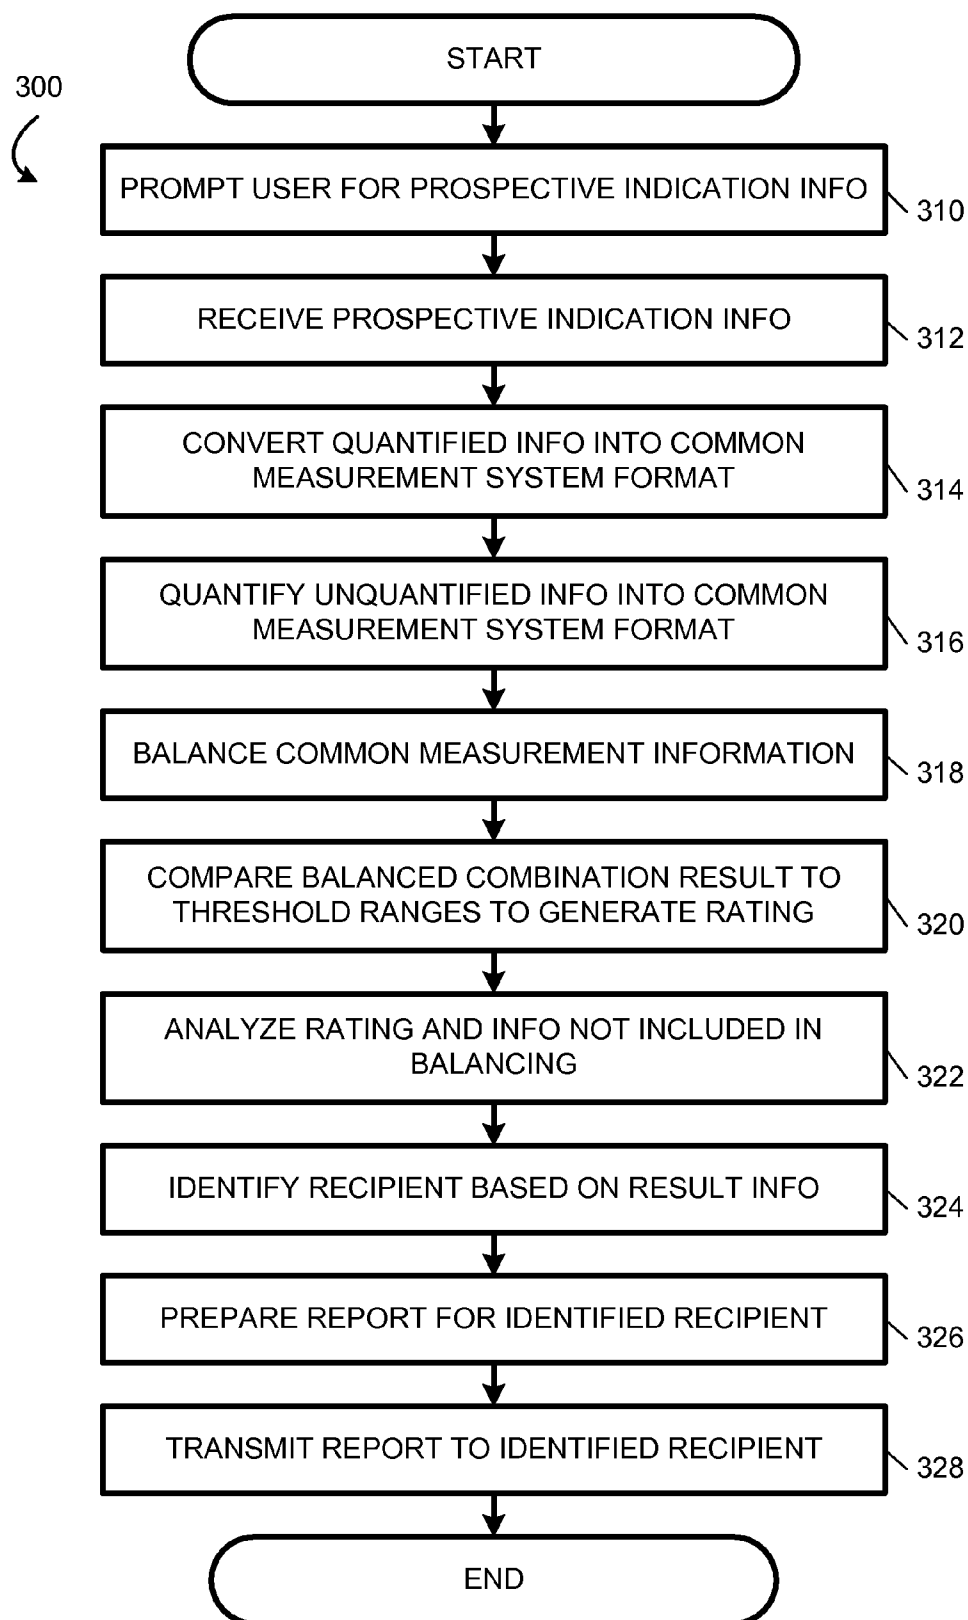 START
300
PROMPT USER FOR PROSPECTIVE INDICATION INFO
310
RECEIVE PROSPECTIVE INDICATION INFO
312
CONVERT QUANTIFIED INFO INTO COMMON
MEASUREMENT SYSTEM FORMAT
314
QUANTIFY UNQUANTIFIED INFO INTO COMMON
MEASUREMENT SYSTEM FORMAT
316
BALANCE COMMON MEASUREMENT INFORMATION
318
COMPARE BALANCED COMBINATION RESULT TO
THRESHOLD RANGES TO GENERATE RATING
320
ANALYZE RATING AND INFO NOT INCLUDED IN
BALANCING
322
IDENTIFY RECIPIENT BASED ON RESULT INFO
324
PREPARE REPORT FOR IDENTIFIED RECIPIENT
326
TRANSMIT REPORT TO IDENTIFIED RECIPIENT
328
END